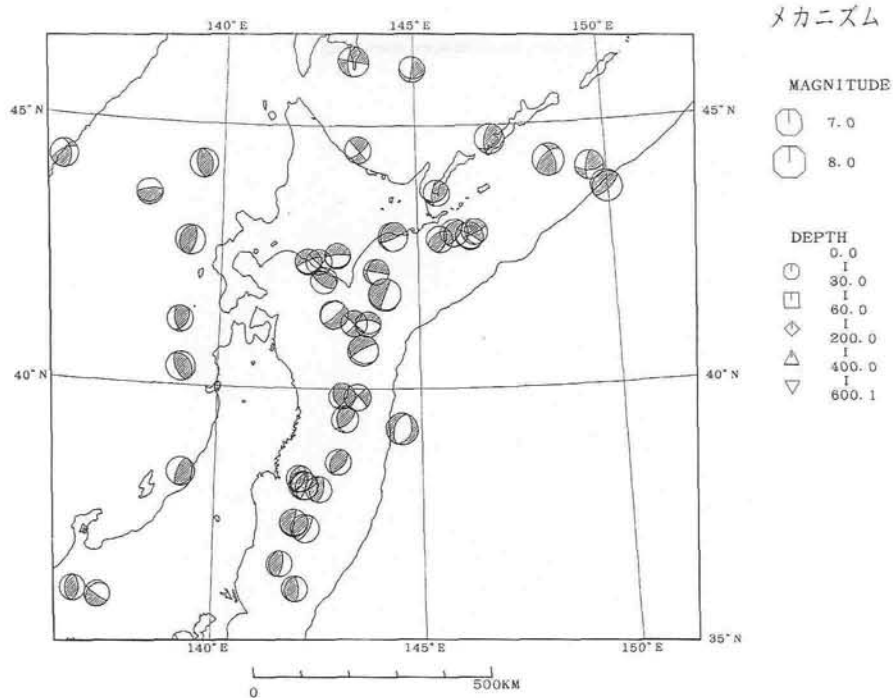 メカニズム
140°E
145°E
150°E
45°N
45°N
40°N
40°N
35°N
140°E
145°E
150°E
0
500KM
MAGNITUDE
7.0
8.0
DEPTH
0.0
I
30.0
I
60.0
I
200.0
I
400.0
I
600.1